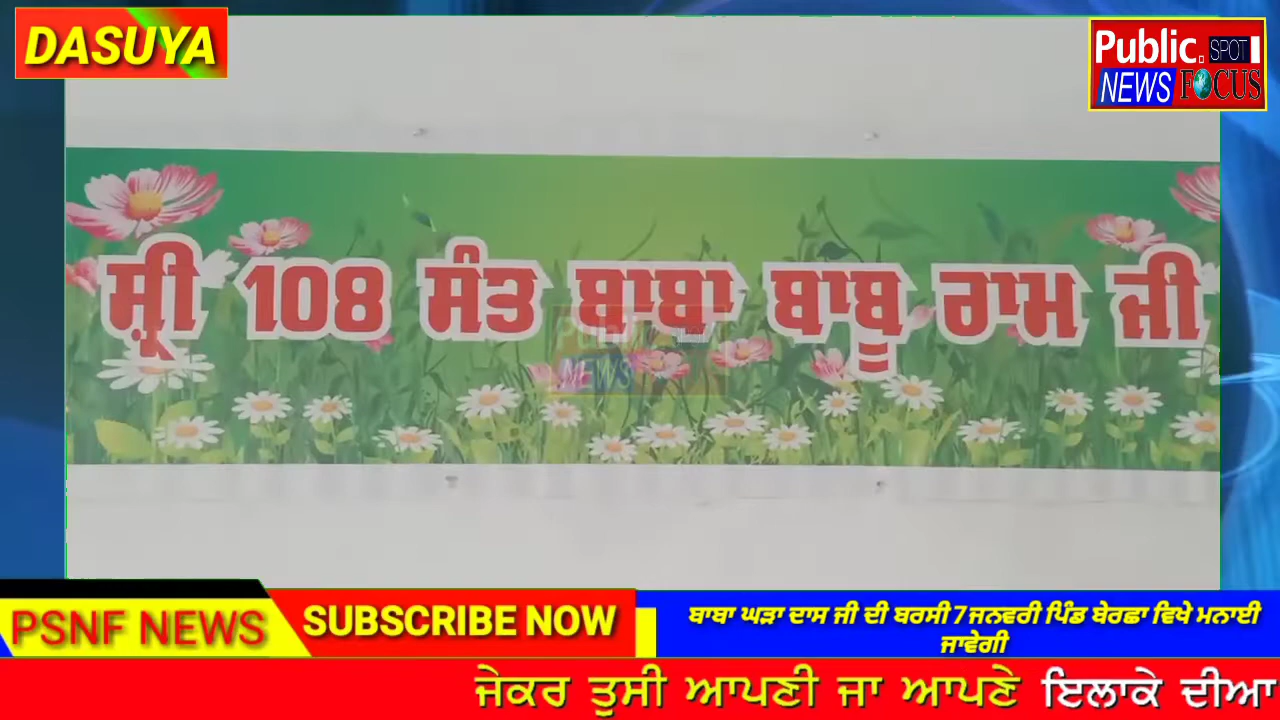 DASUYA
Public. SPOT
NEWS FOCUS
ਸ਼੍ਰੀ 108 ਸੰਤ ਬਾਬਾ ਬਾਬੂ ਰਾਮ ਜੀ
PSNF NEWS
SUBSCRIBE NOW
ਬਾਬਾ ਘੜਾ ਦਾਸ ਜੀ ਦੀ ਬਰਸੀ 7 ਜਨਵਰੀ ਪਿੰਡ ਬੇਰਛਾ ਵਿਖੇ ਮਨਾਈ
ਜਾਵੇਗੀ
ਜੇਕਰ ਤੁਸੀ ਆਪਣੀ ਜਾ ਆਪਣੇ ਇਲਾਕੇ ਦੀਆ